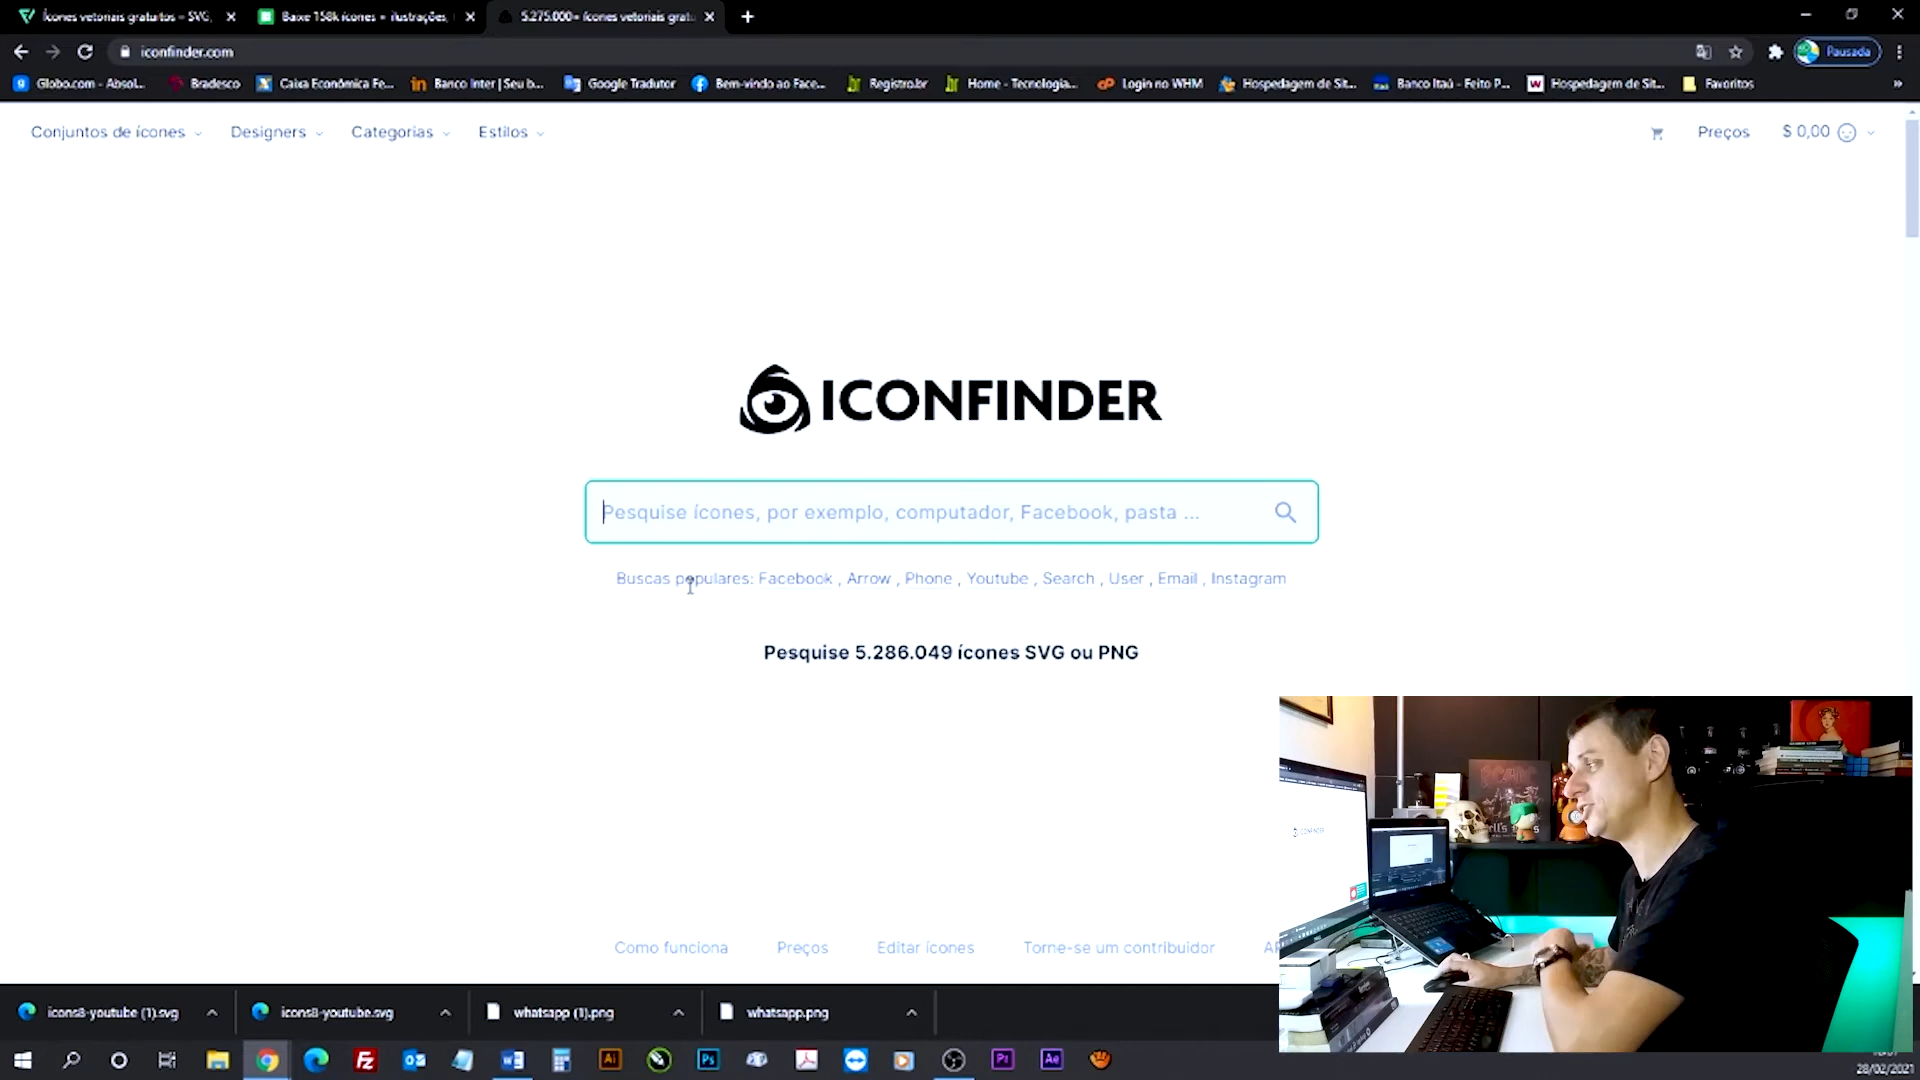 Ícones vetoriais gratuitos - SVG,
Baixe 158k ícones + ilustrações,
5.275.000+ ícones vetoriais grat
iconfinder.com
Pausada
Globo.com - Absol...
Bradesco
Caixa Econômica Fe...
Banco Inter | Seu b...
Google Tradutor
Bem-vindo ao Face...
Registro.br
Home - Tecnologia...
Login no WHM
Hospedagem de Sit...
Banco Itaú - Feito P...
Hospedagem de Sit...
Favoritos
Conjuntos de ícones
Designers
Categorias
Estilos
Preços
$ 0,00
ICONFINDER
Pesquise ícones, por exemplo, computador, Facebook, pasta ...
Buscas populares: Facebook , Arrow , Phone , Youtube , Search , User , Email , Instagram
Pesquise 5.286.049 ícones SVG ou PNG
Como funciona
Preços
Editar ícones
Torne-se um contribuidor
icons8-youtube (1).svg
icons8-youtube.svg
whatsapp (1).png
whatsapp.png
28/02/2021